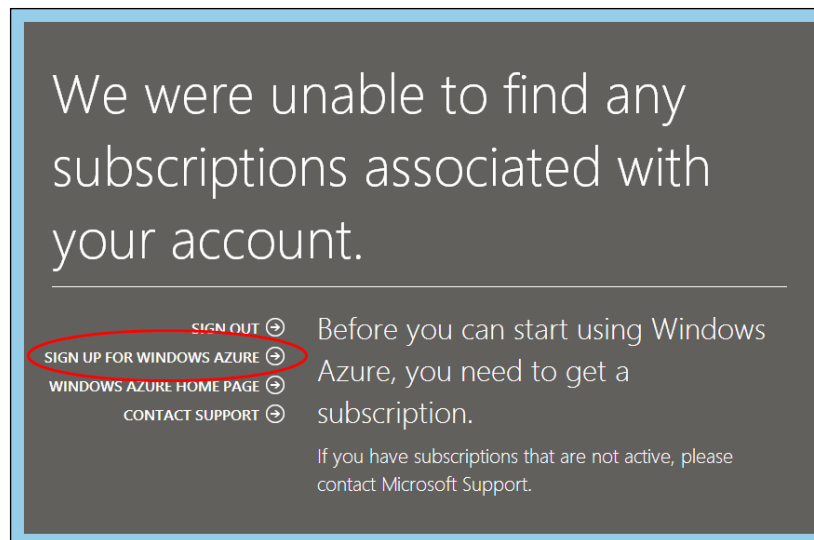 We were unable to find any
subscriptions associated with
your account.
SIGN OUT
SIGN UP FOR WINDOWS AZURE
WINDOWS AZURE HOME PAGE
CONTACT SUPPORT
Before you can start using Windows
Azure, you need to get a
subscription.
If you have subscriptions that are not active, please
contact Microsoft Support.